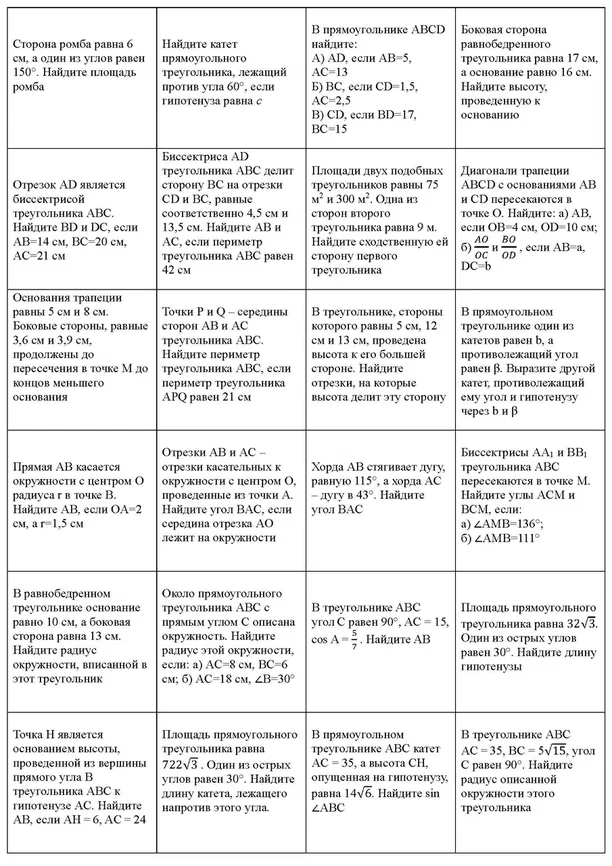 Сторона ромба равна 6
см, а один из углов равен
150°. Найдите площадь
ромба
Найдите катет
прямоугольного
треугольника, лежащий
против угла 60°, если
гипотенуза равна c
В прямоугольнике ABCD
найдите:
А) AD, если AB=5,
AC=13
Б) BC, если CD=1,5,
AC=2,5
В) CD, если BD=17,
BC=15
Боковая сторона
равнобедренного
треугольника равна 17 см,
а основание равно 16 см.
Найдите высоту,
проведенную к
основанию
Отрезок AD является
биссектрисой
треугольника ABC.
Найдите BD и DC, если
AB=14 см, BC=20 см,
AC=21 см
Биссектриса AD
треугольника ABC делит
сторону BC на отрезки
CD и BC, равные
соответственно 4,5 см и
13,5 см. Найдите AB и
AC, если периметр
треугольника ABC равен
42 см
Площади двух подобных
треугольников равны 75
м² и 300 м². Одна из
сторон второго
треугольника равна 9 м.
Найдите сходственную ей
сторону первого
треугольника
Диагонали трапеции
ABCD с основаниями AB
и CD пересекаются в
точке O. Найдите: а) AB,
если OB=4 см, OD=10 см;
б) AO/OC и BO/OD , если AB=a,
DC=b
Основания трапеции
равны 5 см и 8 см.
Боковые стороны, равные
3,6 см и 3,9 см,
продолжены до
пересечения в точке M до
концов меньшего
основания
Точки P и Q – середины
сторон AB и AC
треугольника ABC.
Найдите периметр
треугольника ABC, если
периметр треугольника
APQ равен 21 см
В треугольнике, стороны
которого равны 5 см, 12
см и 13 см, проведена
высота к его большей
стороне. Найдите
отрезки, на которые
высота делит эту сторону
В прямоугольном
треугольнике один из
катетов равен b, а
противолежащий угол
равен β. Выразите другой
катет, противолежащий
ему угол и гипотенузу
через b и β
Прямая AB касается
окружности с центром O
радиуса r в точке B.
Найдите AB, если OA=2
см, а r=1,5 см
Отрезки AB и AC –
отрезки касательных к
окружности с центром O,
проведенные из точки A.
Найдите угол BAC, если
середина отрезка AO
лежит на окружности
Хорда AB стягивает дугу,
равную 115°, а хорда AC
– дугу в 43°. Найдите
угол BAC
Биссектрисы AA₁ и BB₁
треугольника ABC
пересекаются в точке M.
Найдите углы ACM и
BCM, если:
а) ∠AMB=136°;
б) ∠AMB=111°
В равнобедренном
треугольнике основание
равно 10 см, а боковая
сторона равна 13 см.
Найдите радиус
окружности, вписанной в
этот треугольник
Около прямоугольного
треугольника ABC с
прямым углом C описана
окружность. Найдите
радиус этой окружности,
если: а) AC=8 см, BC=6
см; б) AC=18 см, ∠B=30°
В треугольнике ABC
угол C равен 90°, AC = 15,
cos A = 5/7 . Найдите AB
Площадь прямоугольного
треугольника равна 32√3.
Один из острых углов
равен 30°. Найдите длину
гипотенузы
Точка H является
основанием высоты,
проведенной из вершины
прямого угла B
треугольника ABC к
гипотенузе AC. Найдите
AB, если AH = 6, AC = 24
Площадь прямоугольного
треугольника равна
722√3 . Один из острых
углов равен 30°. Найдите
длину катета, лежащего
напротив этого угла.
В прямоугольном
треугольнике ABC катет
AC = 35, а высота CH,
опущенная на гипотенузу,
равна 14√6. Найдите sin
∠ABC
В треугольнике ABC
AC = 35, BC = 5√15, угол
C равен 90°. Найдите
радиус описанной
окружности этого
треугольника